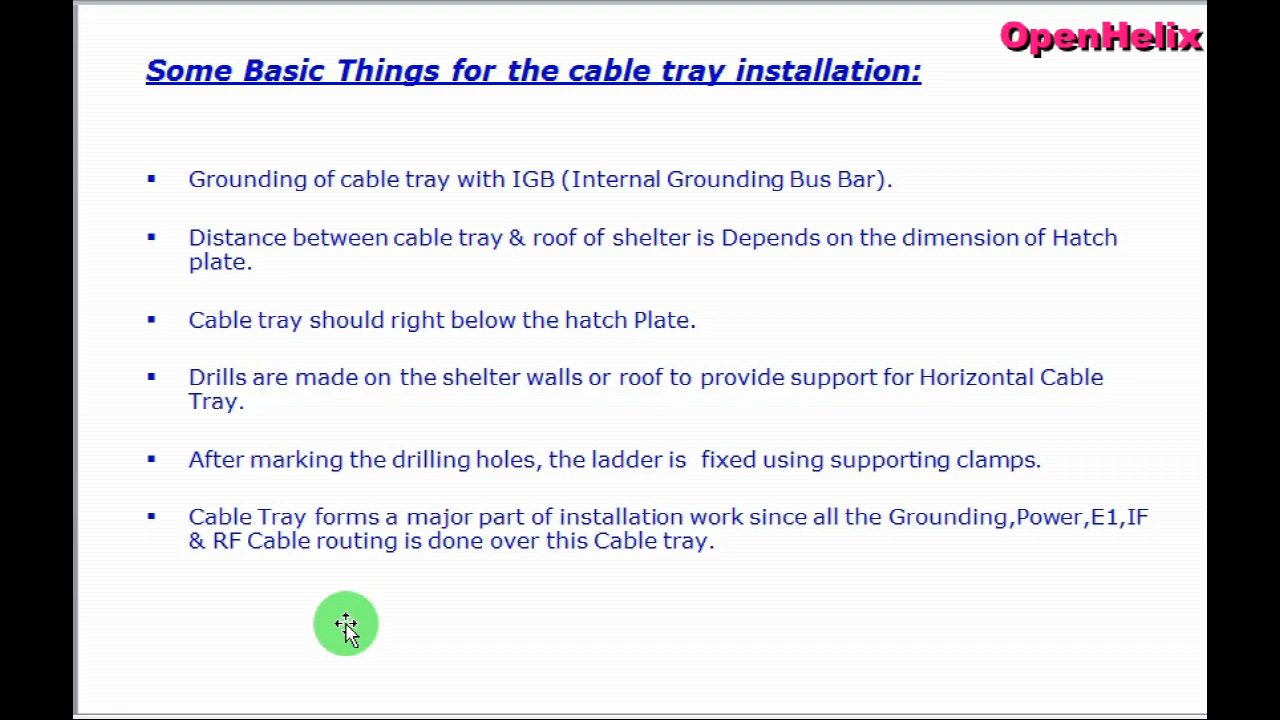 OpenHelix
Some Basic Things for the cable tray installation:
▪ Grounding of cable tray with IGB (Internal Grounding Bus Bar).
▪ Distance between cable tray & roof of shelter is Depends on the dimension of Hatch
plate.
▪ Cable tray should right below the hatch Plate.
▪ Drills are made on the shelter walls or roof to provide support for Horizontal Cable
Tray.
▪ After marking the drilling holes, the ladder is fixed using supporting clamps.
▪ Cable Tray forms a major part of installation work since all the Grounding,Power,E1,IF
& RF Cable routing is done over this Cable tray.